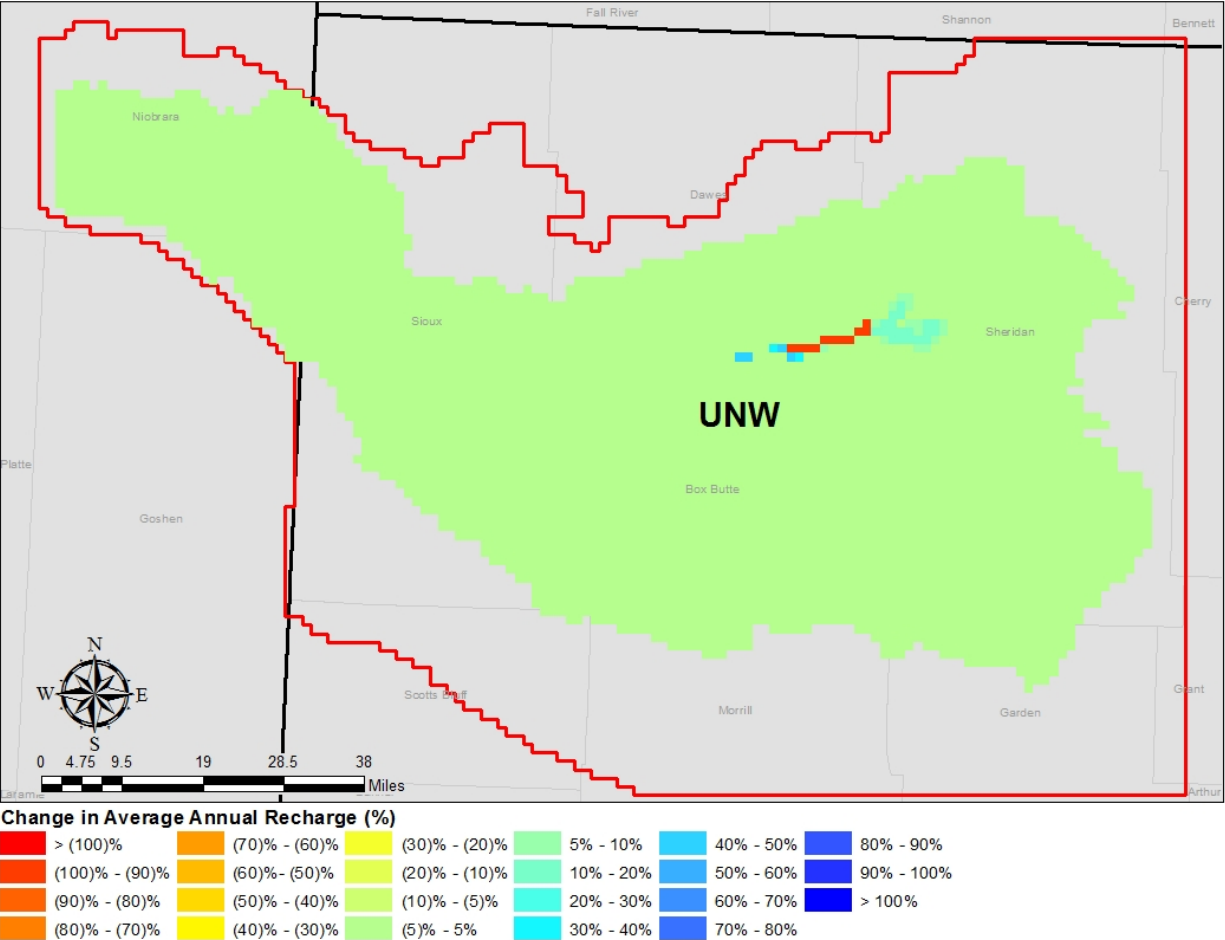 Fall River
Shannon
Bennett
Niobrara
Dawes
Cherry
Sioux
Sheridan
UNW
Platte
Box Butte
Goshen
N
W E
S
Scotts Bluff
Morrill
Garden
Grant
0 4.75 9.5 19 28.5 38
Miles
Laramie
Arthur
Change in Average Annual Recharge (%)
> (100)% (70)% - (60)% (30)% - (20)% 5% - 10% 40% - 50% 80% - 90%
(100)% - (90)% (60)% - (50)% (20)% - (10)% 10% - 20% 50% - 60% 90% - 100%
(90)% - (80)% (50)% - (40)% (10)% - (5)% 20% - 30% 60% - 70% > 100%
(80)% - (70)% (40)% - (30)% (5)% - 5% 30% - 40% 70% - 80%